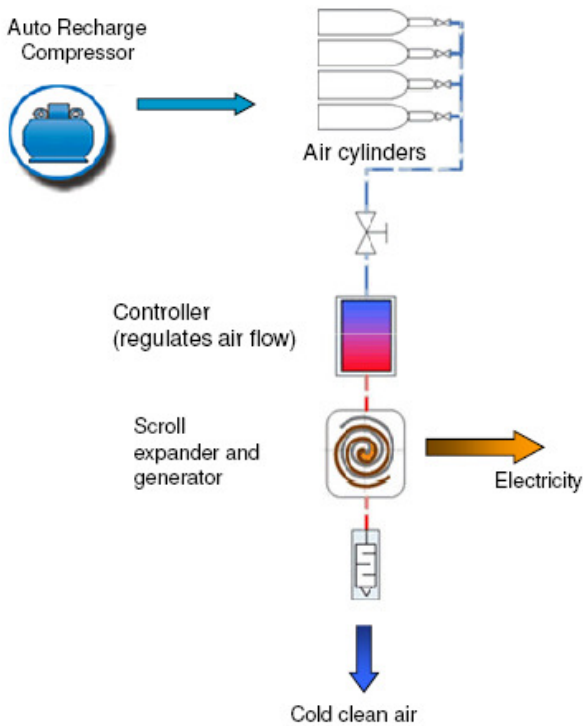 Auto Recharge
Compressor
Air cylinders
Controller
(regulates air flow)
Scroll
expander and
generator
Electricity
Cold clean air